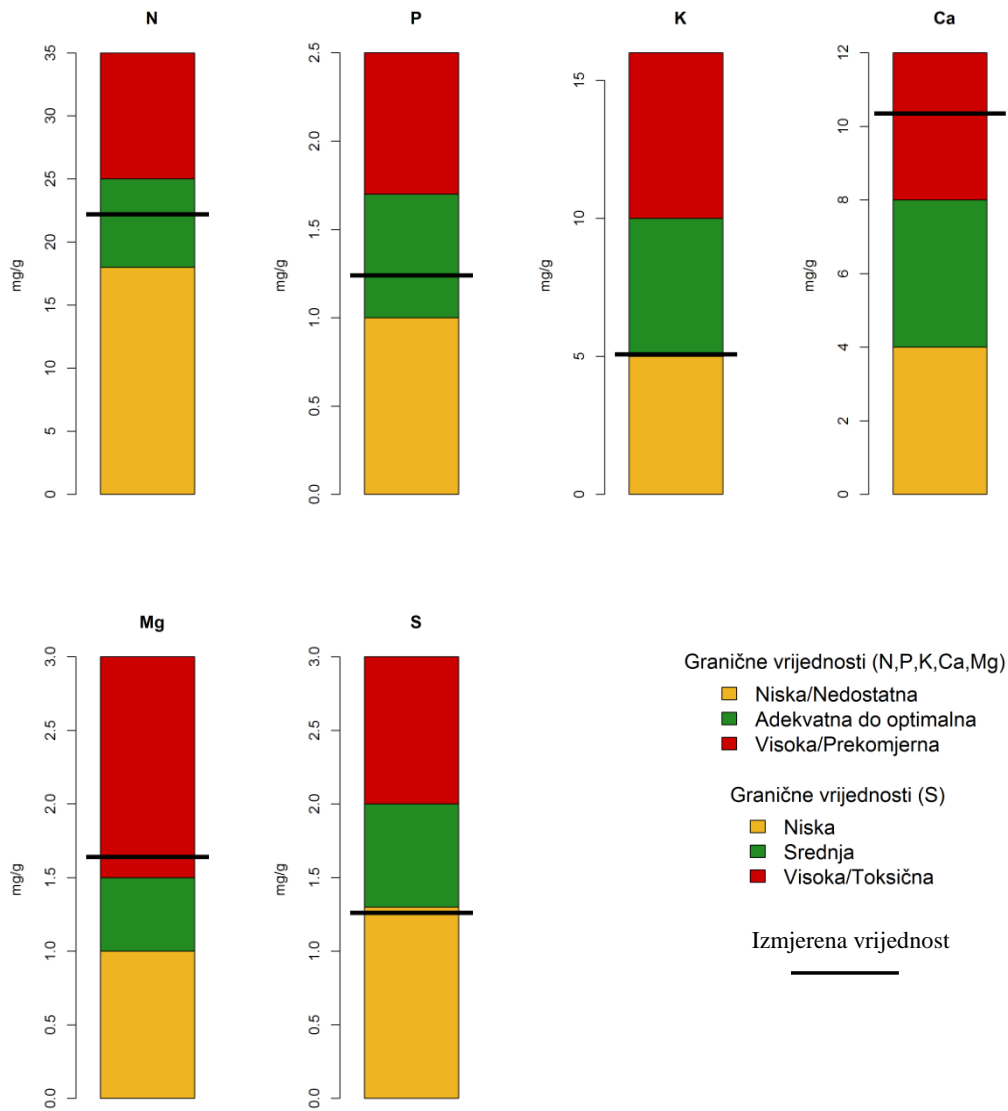 N
P
K
Ca
mg/g
0
5
10
15
20
25
30
35
mg/g
0.0
0.5
1.0
1.5
2.0
2.5
mg/g
0
5
10
15
mg/g
0
2
4
6
8
10
12
Mg
S
mg/g
0.0
0.5
1.0
1.5
2.0
2.5
3.0
mg/g
0.0
0.5
1.0
1.5
2.0
2.5
3.0
Granične vrijednosti (N,P,K,Ca,Mg)
Niska/Nedostatna
Adekvatna do optimalna
Visoka/Prekomjerna
Granične vrijednosti (S)
Niska
Srednja
Visoka/Toksična
Izmjerena vrijednost